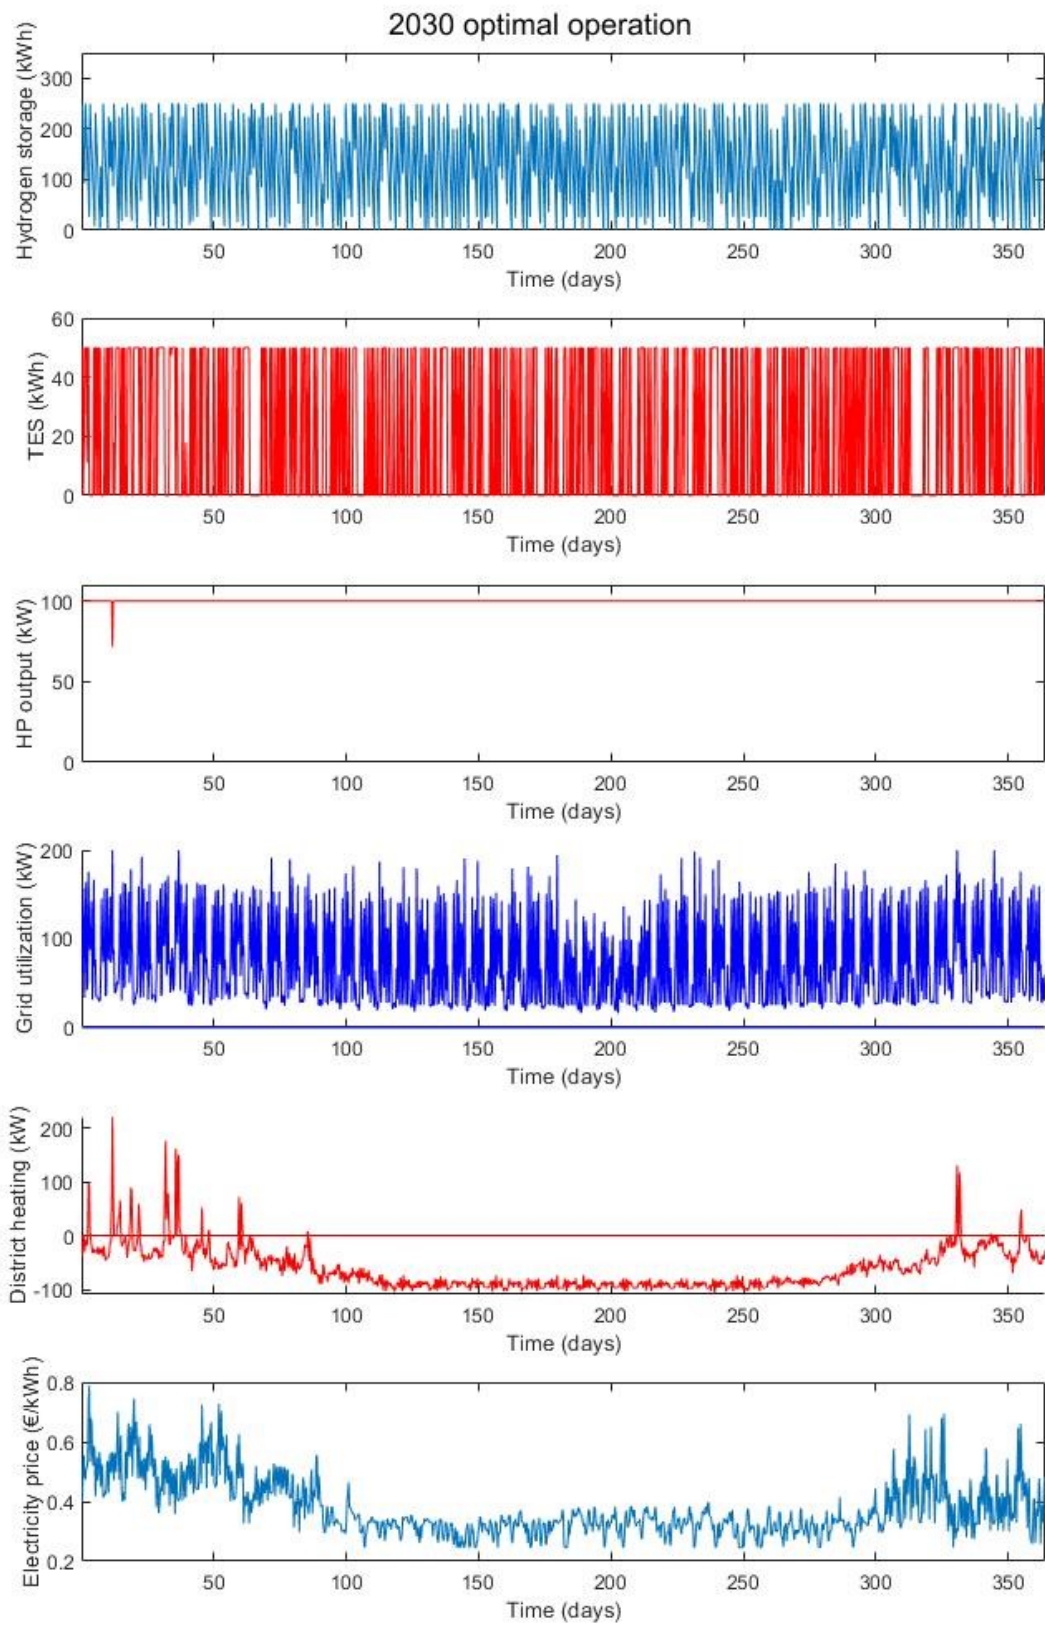 2030 optimal operation
Hydrogen storage (kWh)
300
200
100
0
50 100 150 200 250 300 350
Time (days)
TES (kWh)
60
40
20
0
50 100 150 200 250 300 350
Time (days)
HP output (kW)
100
50
0
50 100 150 200 250 300 350
Time (days)
Grid utilization (kW)
200
100
0
50 100 150 200 250 300 350
Time (days)
District heating (kW)
200
100
0
-100
50 100 150 200 250 300 350
Time (days)
Electricity price (€/kWh)
0.8
0.6
0.4
0.2
50 100 150 200 250 300 350
Time (days)